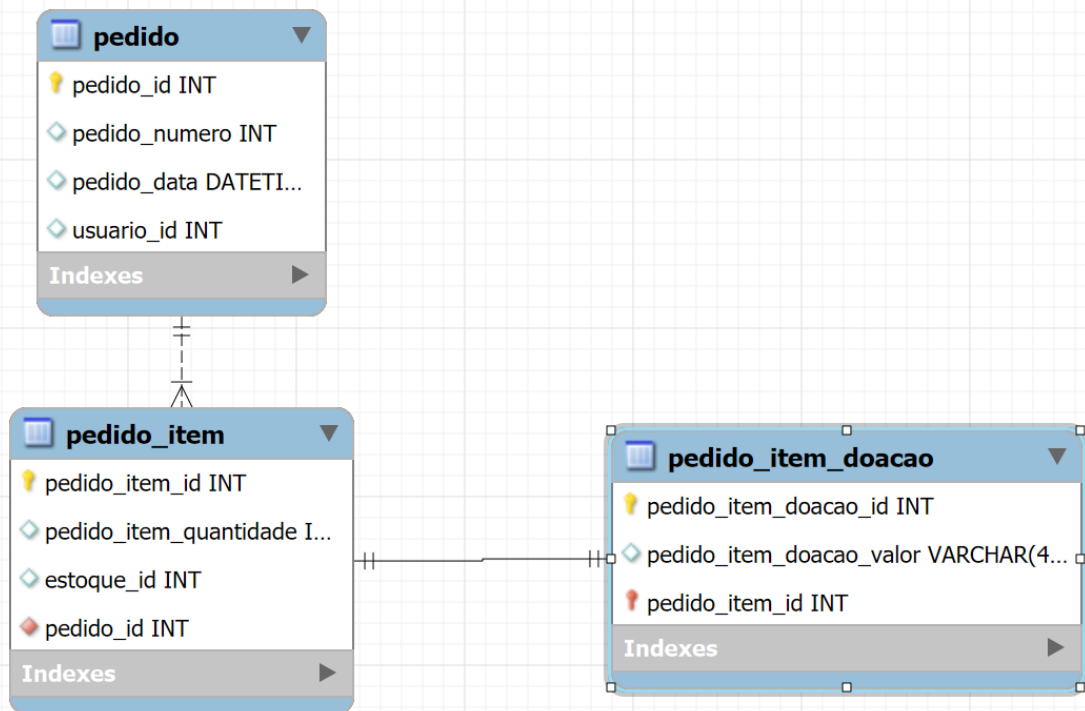 pedido
pedido_id INT
pedido_numero INT
pedido_data DATETI...
usuario_id INT
Indexes
pedido_item
pedido_item_id INT
pedido_item_quantidade I...
estoque_id INT
pedido_id INT
Indexes
pedido_item_doacao
pedido_item_doacao_id INT
pedido_item_doacao_valor VARCHAR(4...
pedido_item_id INT
Indexes